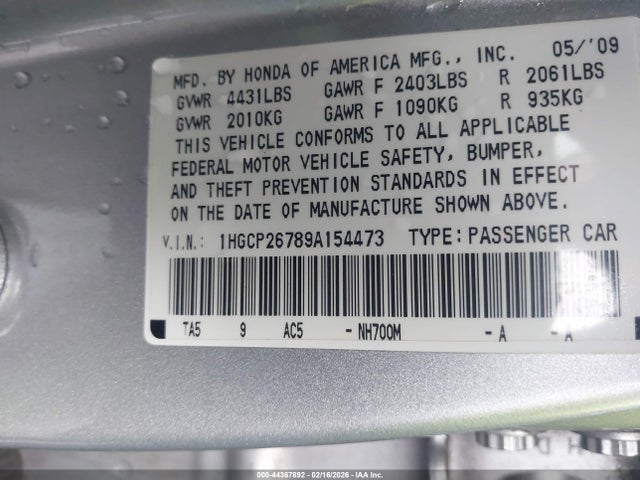 MFD. BY HONDA OF AMERICA MFG., INC. 05/'09
GVWR 4431LBS GAWR F 2403LBS R 2061LBS
GVWR 2010KG GAWR F 1090KG R 935KG
THIS VEHICLE CONFORMS TO ALL APPLICABLE
FEDERAL MOTOR VEHICLE SAFETY, BUMPER,
AND THEFT PREVENTION STANDARDS IN EFFECT
ON THE DATE OF MANUFACTURE SHOWN ABOVE.
V.I.N.: 1HGCP26789A154473 TYPE: PASSENGER CAR
TA5 9 AC5 - NH700M - A - A
000-44367892 - 02/16/2026 - IAAI.COM